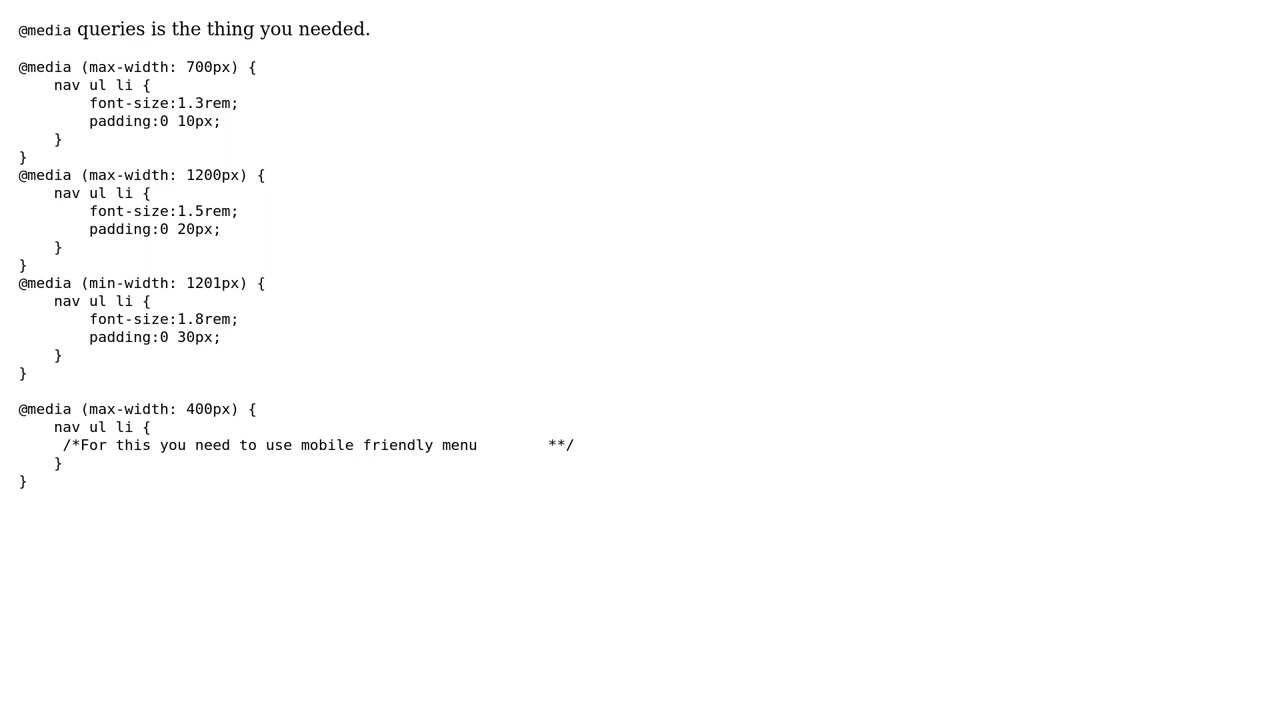 @media queries is the thing you needed.
@media (max-width: 700px) {
    nav ul li {
        font-size:1.3rem;
        padding:0 10px;
    }
}
@media (max-width: 1200px) {
    nav ul li {
        font-size:1.5rem;
        padding:0 20px;
    }
}
@media (min-width: 1201px) {
    nav ul li {
        font-size:1.8rem;
        padding:0 30px;
    }
}
@media (max-width: 400px) {
    nav ul li {
     /*For this you need to use mobile friendly menu        **/
    }
}